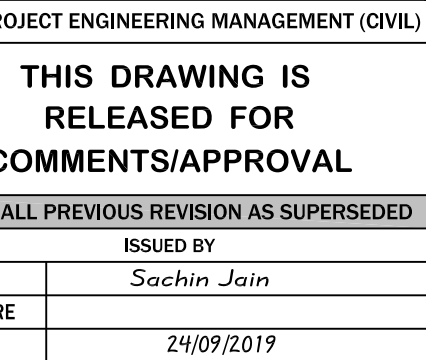 ROJECT ENGINEERING MANAGEMENT (CIVIL)
THIS DRAWING IS
RELEASED FOR
COMMENTS/APPROVAL
ALL PREVIOUS REVISION AS SUPERSEDED
ISSUED BY
Sachin Jain
RE
24/09/2019